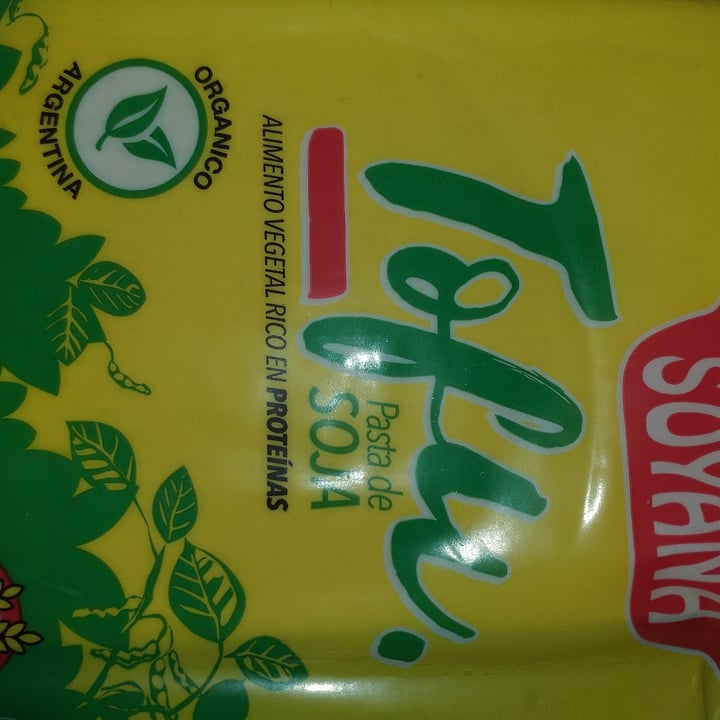 SOYANA
Tofu.
Pasta de
SOJA
ALIMENTO VEGETAL RICO EN PROTEÍNAS
ORGANICO
ARGENTINA